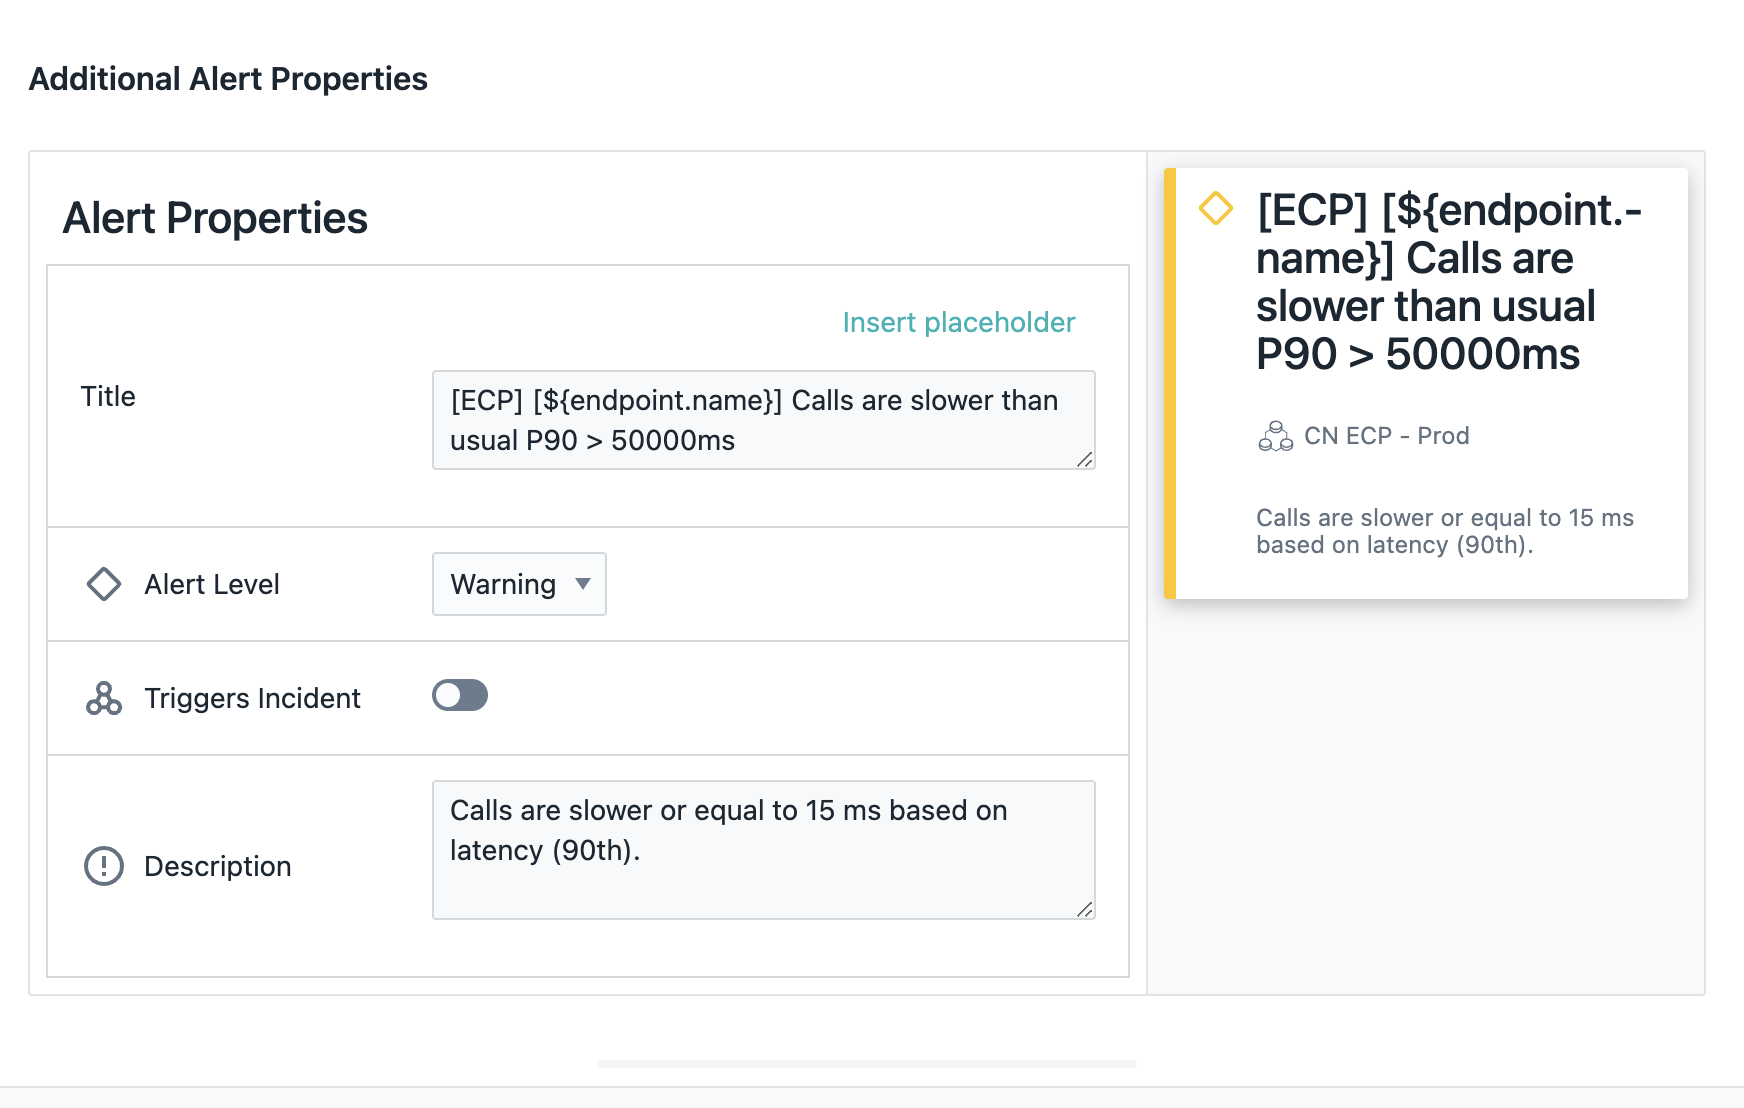 Additional Alert Properties
Alert Properties
Insert placeholder
Title
[ECP] [${endpoint.name}] Calls are slower than
usual P90 > 50000ms
Alert Level
Warning
Triggers Incident
Description
Calls are slower or equal to 15 ms based on
latency (90th).
[ECP] [${endpoint.-
name}] Calls are
slower than usual
P90 > 50000ms
CN ECP - Prod
Calls are slower or equal to 15 ms
based on latency (90th).